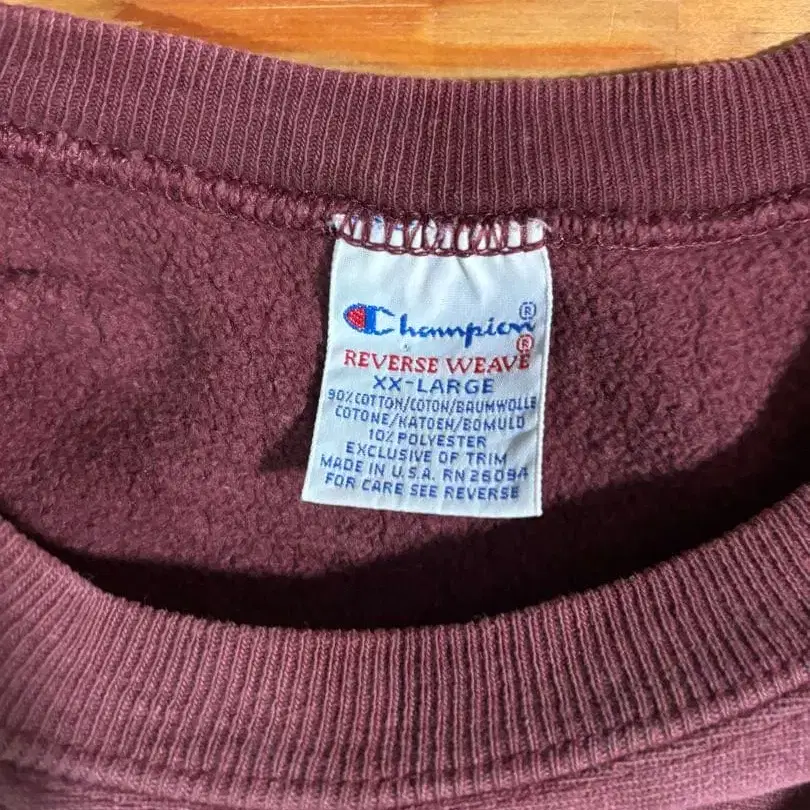 Champion®
REVERSE WEAVE®
XX-LARGE
90% COTTON/COTON/BAUMWOLLE
COTONE/KATOEN/BOMULD
10% POLYESTER
EXCLUSIVE OF TRIM
MADE IN U.S.A. RN 26094
FOR CARE SEE REVERSE